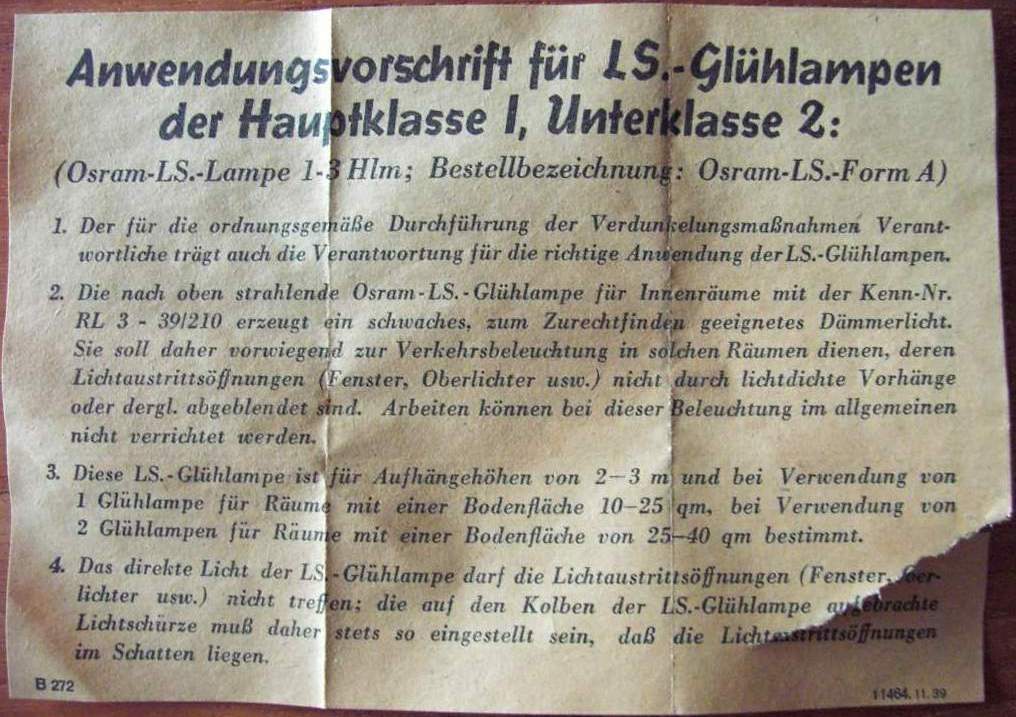 Anwendungsvorschrift für LS.-Glühlampen
der Hauptklasse I, Unterklasse 2:
(Osram-LS.-Lampe 1-3 Hlm; Bestellbezeichnung: Osram-LS.-Form A)
1. Der für die ordnungsgemäße Durchführung der Verdunkelungsmaßnahmen Verant-
wortliche trägt auch die Verantwortung für die richtige Anwendung der LS.-Glühlampen.
2. Die nach oben strahlende Osram-LS.-Glühlampe für Innenräume mit der Kenn-Nr.
RL 3 - 39/210 erzeugt ein schwaches, zum Zurechtfinden geeignetes Dämmerlicht.
Sie soll daher vorwiegend zur Verkehrsbeleuchtung in solchen Räumen dienen, deren
Lichtaustrittsöffnungen (Fenster, Oberlichter usw.) nicht durch lichtdichte Vorhänge
oder dergl. abgeblendet sind. Arbeiten können bei dieser Beleuchtung im allgemeinen
nicht verrichtet werden.
3. Diese LS.-Glühlampe ist für Aufhängehöhen von 2–3 m und bei Verwendung von
1 Glühlampe für Räume mit einer Bodenfläche 10–25 qm, bei Verwendung von
2 Glühlampen für Räume mit einer Bodenfläche von 25–40 qm bestimmt.
4. Das direkte Licht der LS.-Glühlampe darf die Lichtaustrittsöffnungen (Fenster,
lichter usw.) nicht treffen; die auf den Kolben der LS.-Glühlampe angebrachte
Lichtschürze muß daher stets so eingestellt sein, daß die Lichtaustrittsöffnungen
im Schatten liegen.
B 272
11464. 11. 39